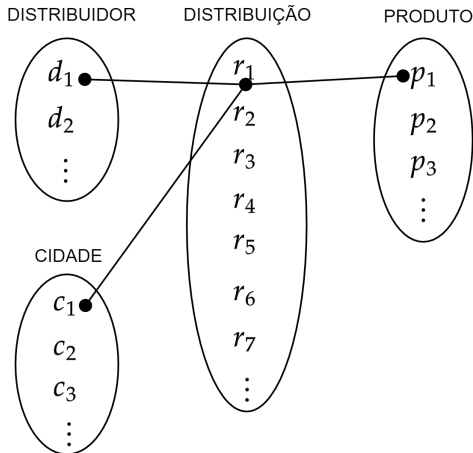 DISTRIBUIDOR
d1
d2
⋮
DISTRIBUIÇÃO
r1
r2
r3
r4
r5
r6
r7
⋮
PRODUTO
p1
p2
p3
⋮
CIDADE
c1
c2
c3
⋮